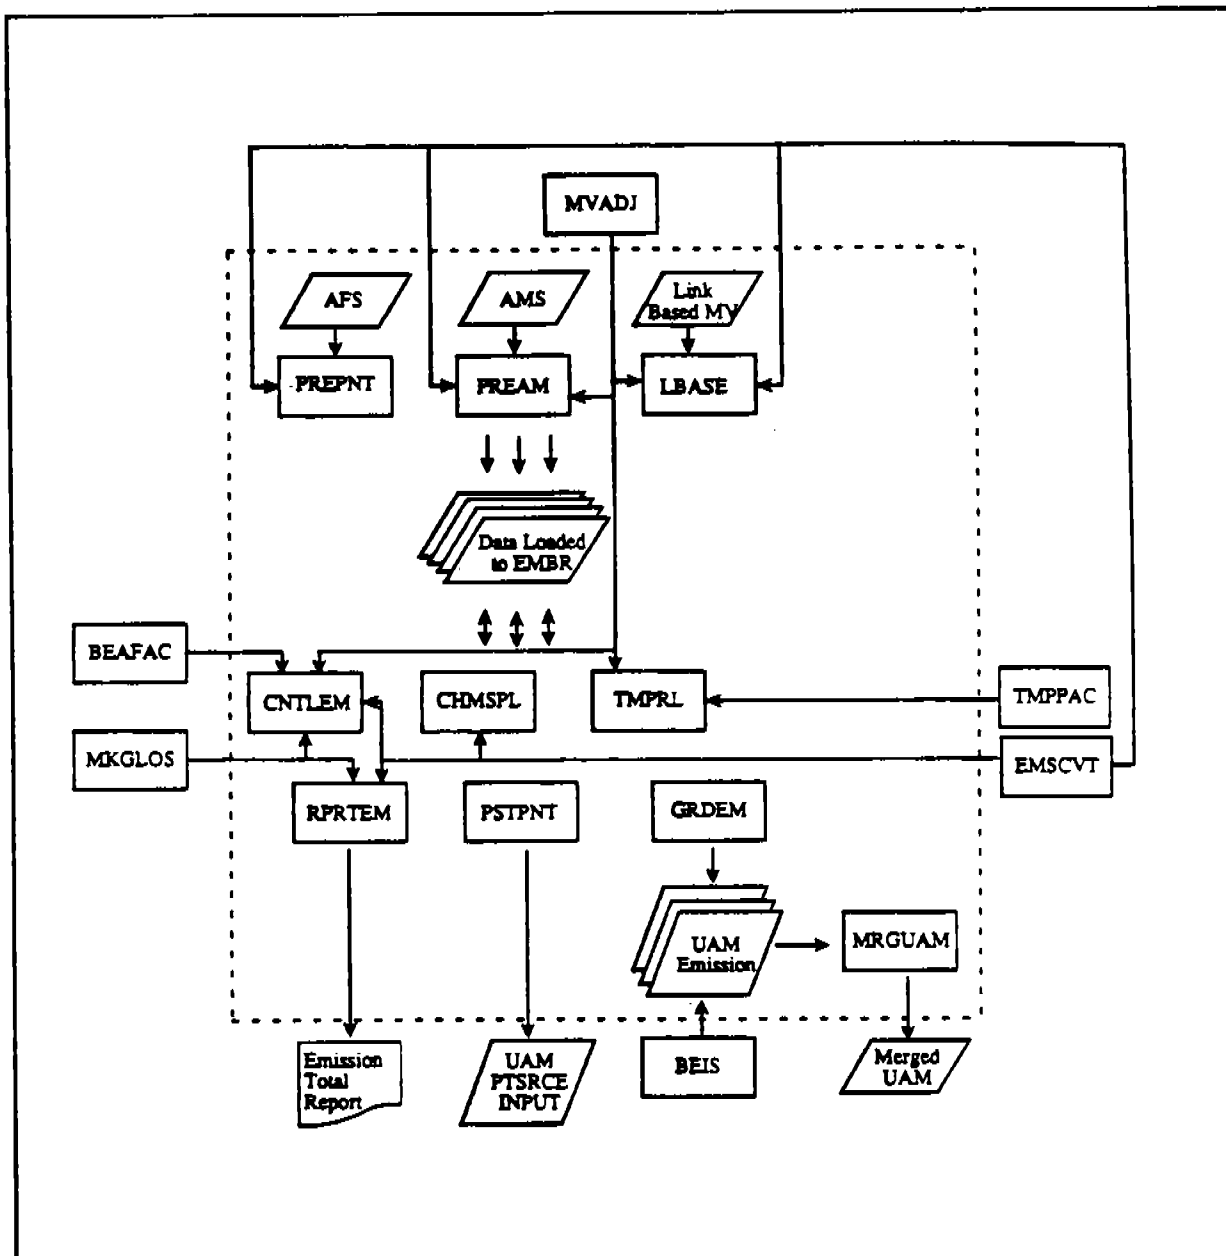 MVADJ
AFS
AMS
Link
Based MV
PREPNT
PREAM
LBASE
Data Loaded
to EMBR
BEAFAC
CNTLEM
CHMSPL
TMPRL
TMPPAC
MKGLOS
EMSCVT
RPRTEM
PSTPNT
GRDEM
UAM
Emission
MRGUAM
Emission
Total
Report
UAM
PTSRCE
INPUT
BEIS
Merged
UAM